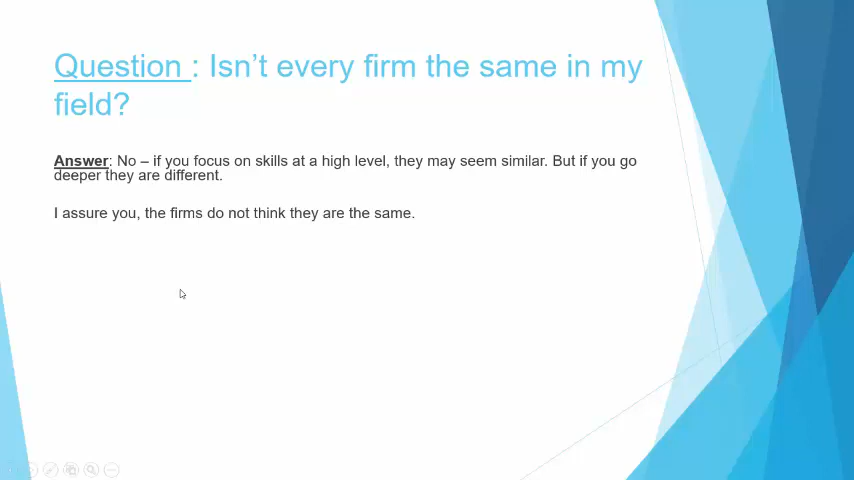 Question : Isn’t every firm the same in my
field?
Answer: No – if you focus on skills at a high level, they may seem similar. But if you go
deeper they are different.
I assure you, the firms do not think they are the same.